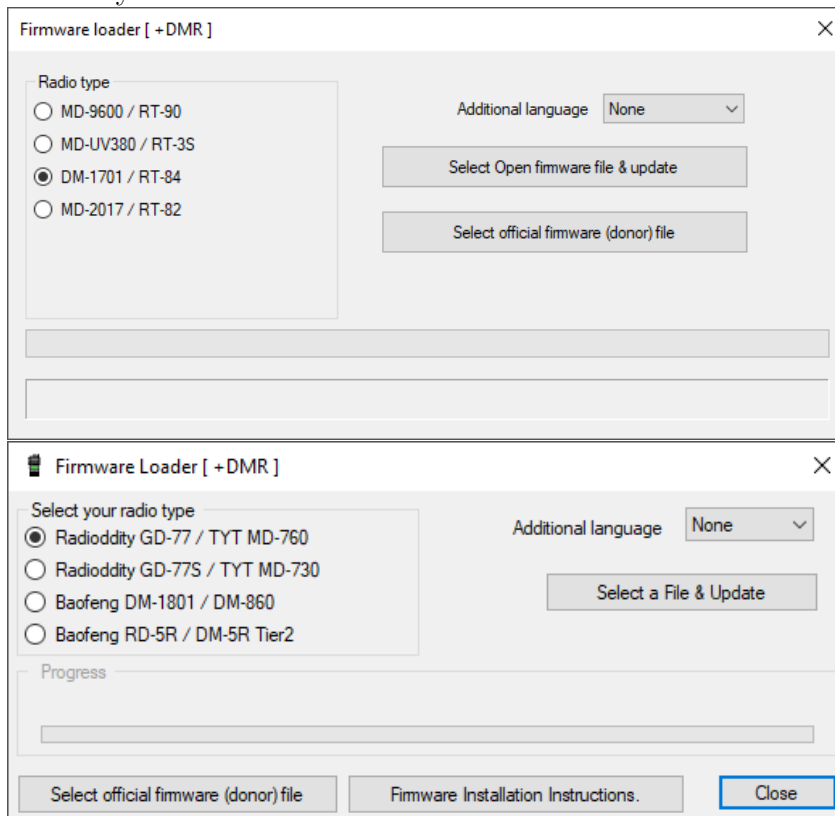 Firmware loader [ +DMR ]
Radio type
MD-9600 / RT-90
Additional language None
MD-UV380 / RT-3S
Select Open firmware file & update
DM-1701 / RT-84
MD-2017 / RT-82
Select official firmware (donor) file
Firmware Loader [ +DMR ]
Select your radio type
Additional language None
Radioddity GD-77 / TYT MD-760
Radioddity GD-77S / TYT MD-730
Select a File & Update
Baofeng DM-1801 / DM-860
Baofeng RD-5R / DM-5R Tier2
Progress
Select official firmware (donor) file
Firmware Installation Instructions.
Close